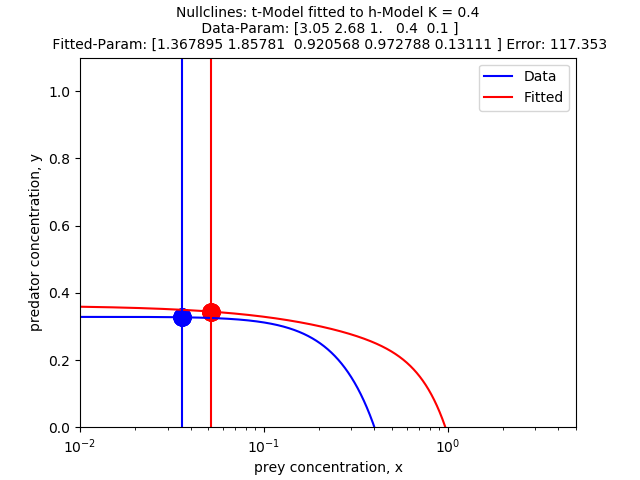 Nullclines: t-Model fitted to h-Model K = 0.4
Data-Param: [3.05 2.68 1.   0.4  0.1 ]
Fitted-Param: [1.367895 1.85781  0.920568 0.972788 0.13111 ] Error: 117.353
Data
Fitted
predator concentration, y
1.0
0.8
0.6
0.4
0.2
0.0
10⁻²
10⁻¹
10⁰
prey concentration, x